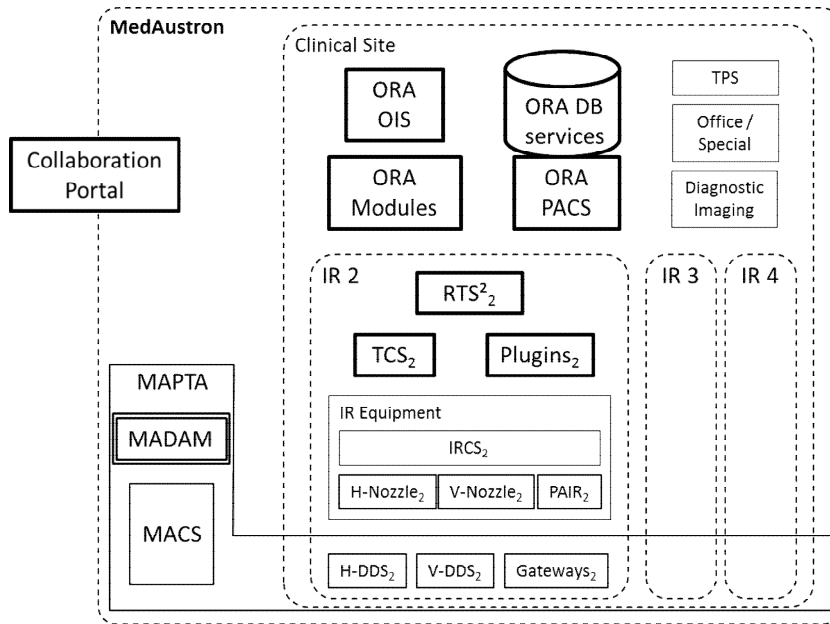 MedAustron
Clinical Site
ORA
OIS
ORA DB
services
TPS
Office /
Special
Collaboration
Portal
ORA
Modules
ORA
PACS
Diagnostic
Imaging
IR 2
IR 3
IR 4
RTS²₂
TCS₂
Plugins₂
MAPTA
MADAM
MACS
IR Equipment
IRCS₂
H-Nozzle₂
V-Nozzle₂
PAIR₂
H-DDS₂
V-DDS₂
Gateways₂